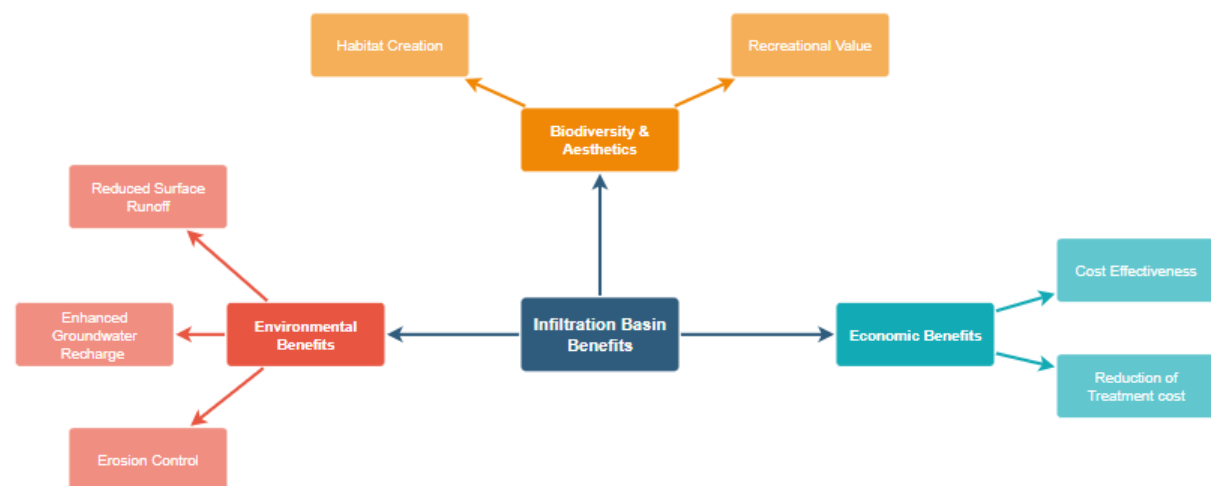 Habitat Creation
Recreational Value
Biodiversity &
Aesthetics
Reduced Surface
Runoff
Enhanced
Groundwater
Recharge
Environmental
Benefits
Erosion Control
Infiltration Basin
Benefits
Economic Benefits
Cost Effectiveness
Reduction of
Treatment cost